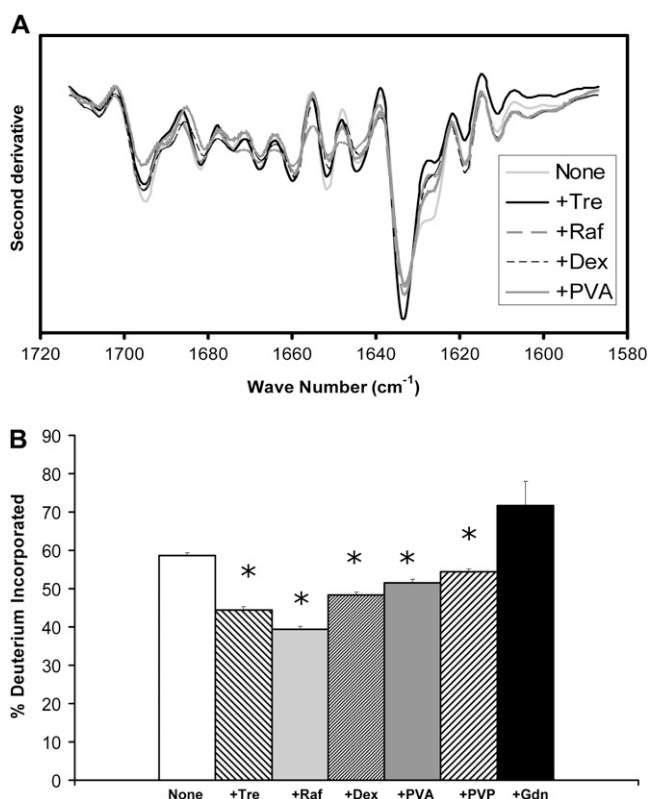 A
Second derivative
None
+Tre
+Raf
+Dex
+PVA
1720 1700 1680 1660 1640 1620 1600 1580
Wave Number (cm⁻¹)
B
% Deuterium Incorporated
90
80
70
60
50
40
30
20
10
0
* * * * *
None +Tre +Raf +Dex +PVA +PVP +Gdn